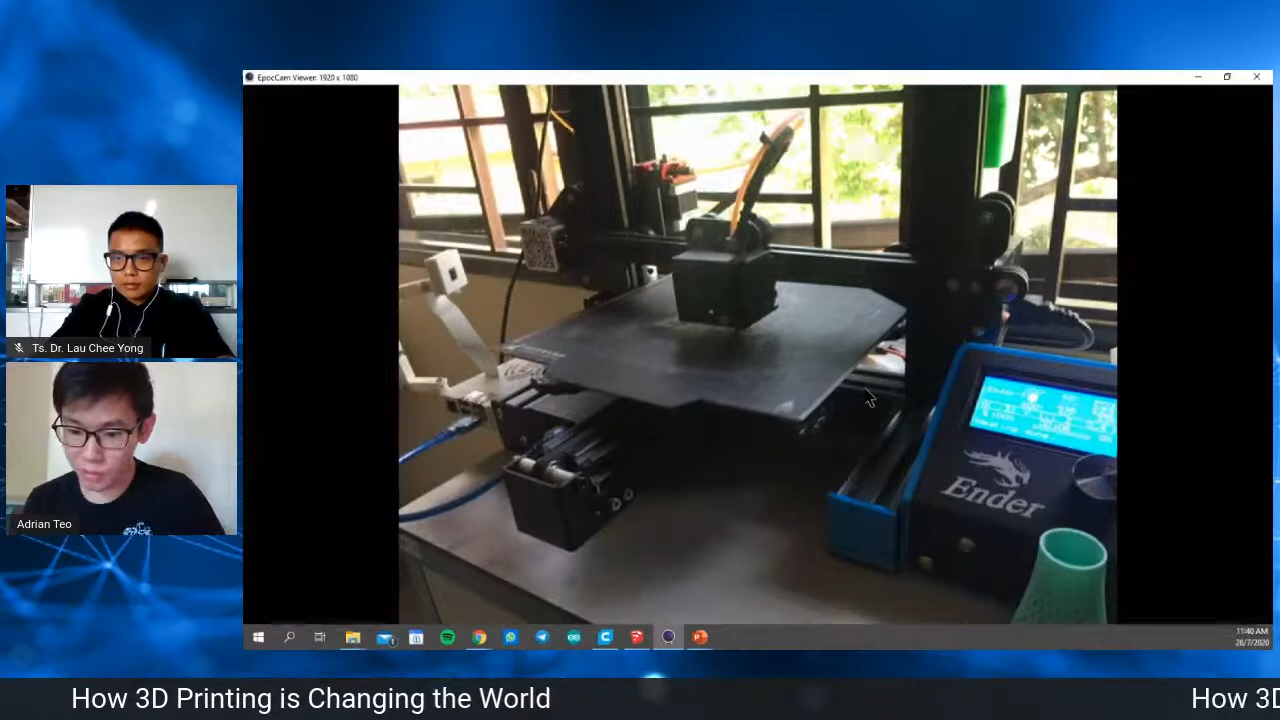 EpocCam Viewer: 1920 x 1080
Ts. Dr. Lau Chee Yong
Adrian Teo
Ender
11:40 AM
28/7/2020
How 3D Printing is Changing the World
How 3D